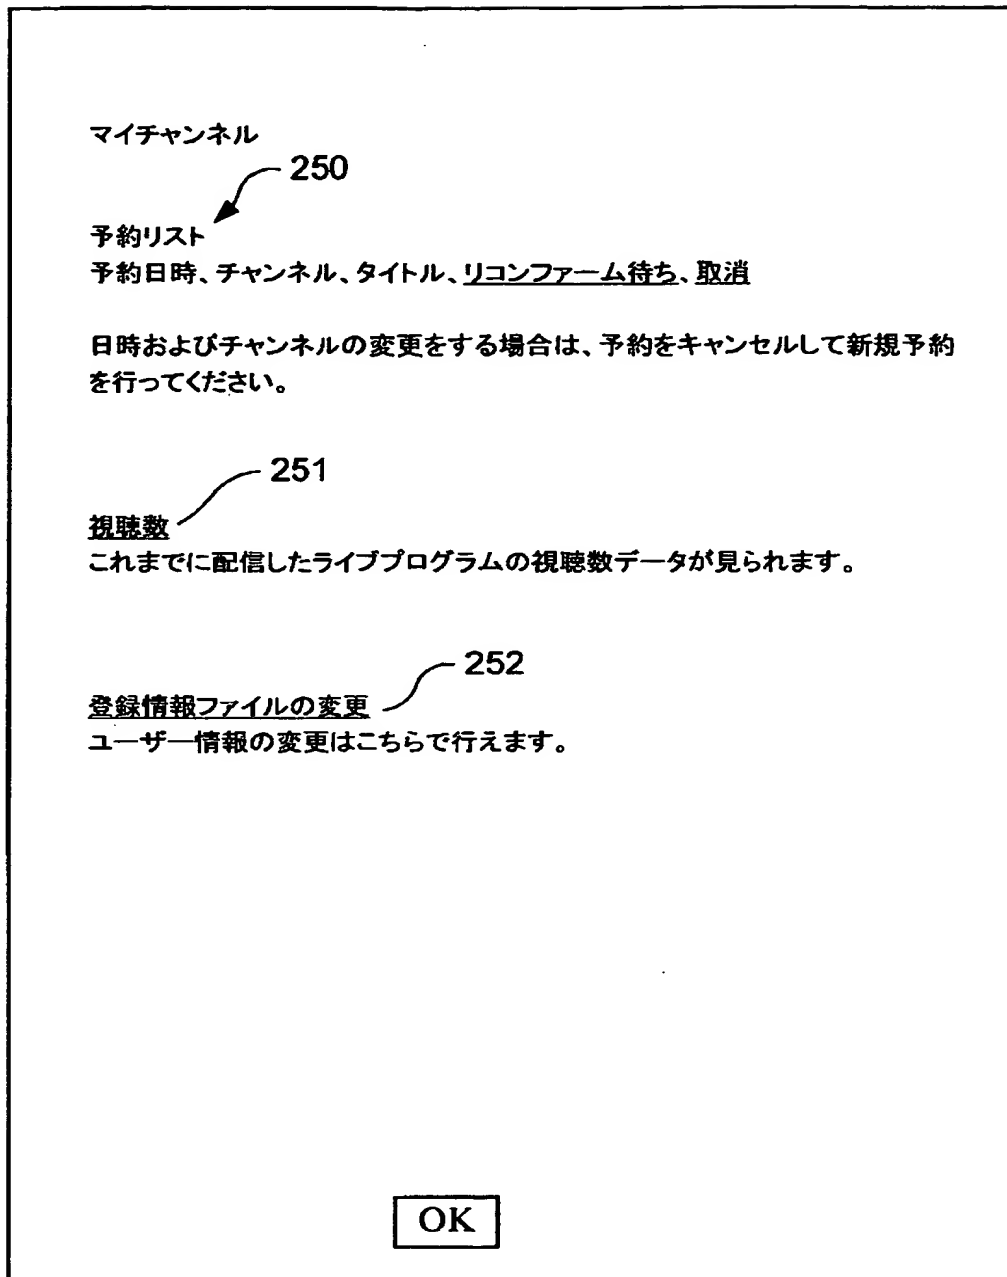 マイチャンネル
250
予約リスト
予約日時、チャンネル、タイトル、リコンファーム待ち、取消
日時およびチャンネルの変更をする場合は、予約をキャンセルして新規予約
を行ってください。
251
視聴数
これまでに配信したライブプログラムの視聴数データが見られます。
252
登録情報ファイルの変更
ユーザー情報の変更はこちらで行えます。
OK